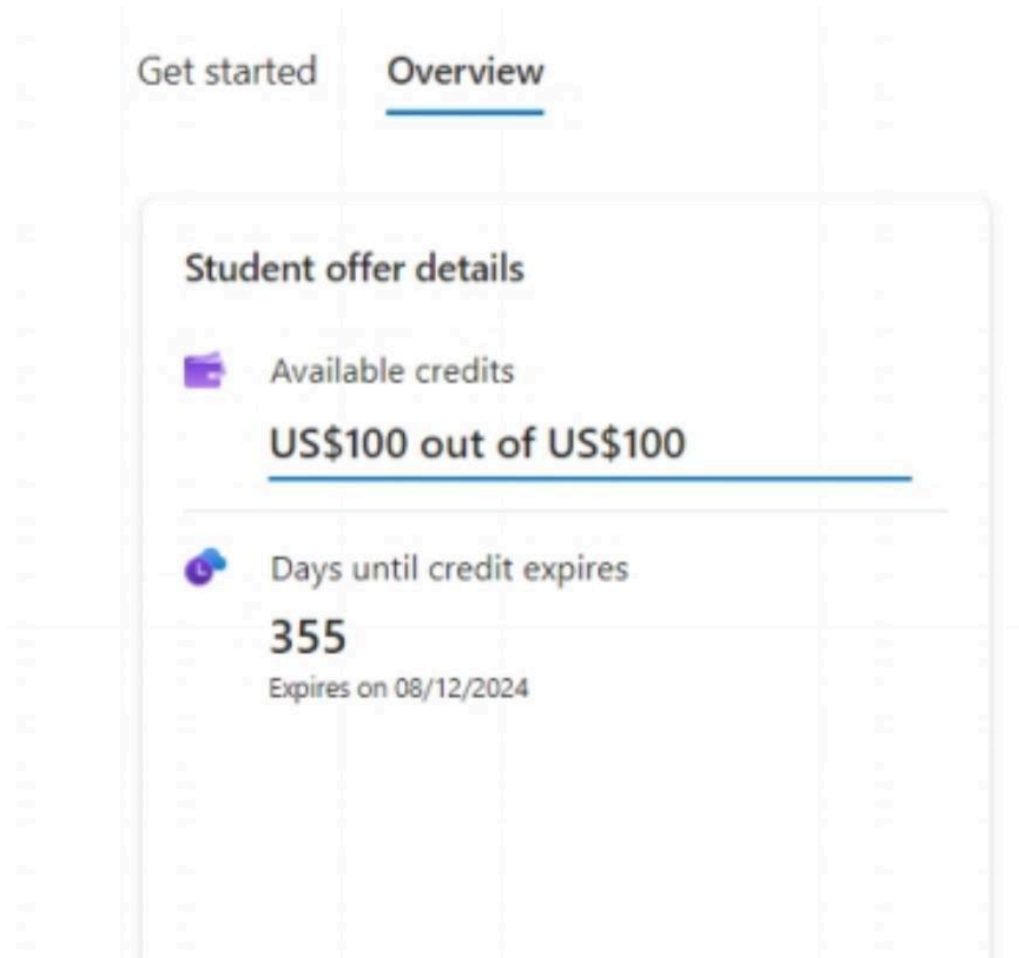 Get started Overview
Student offer details
Available credits
US$100 out of US$100
Days until credit expires
355
Expires on 08/12/2024